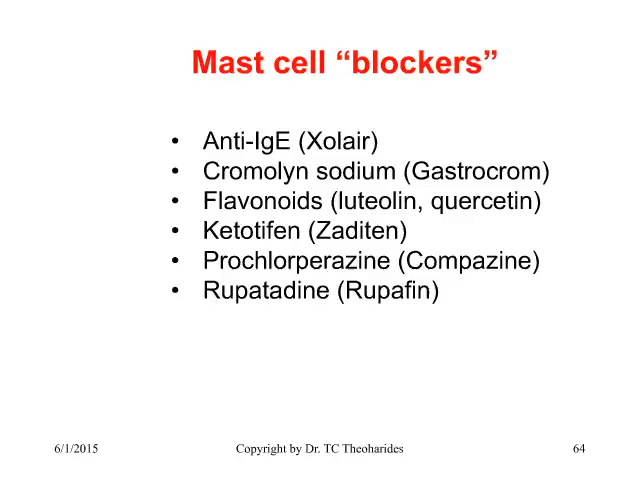 Mast cell “blockers”
• Anti-IgE (Xolair)
• Cromolyn sodium (Gastrocrom)
• Flavonoids (luteolin, quercetin)
• Ketotifen (Zaditen)
• Prochlorperazine (Compazine)
• Rupatadine (Rupafin)
6/1/2015 Copyright by Dr. TC Theoharides 64